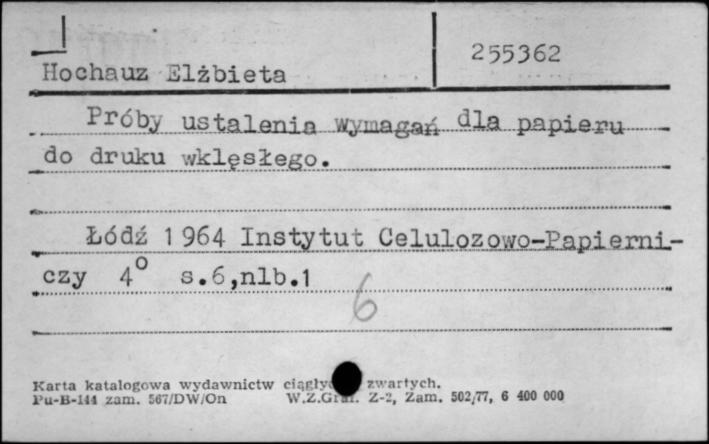 255362
Hochauz Elżbieta
Próby ustalenia wymagań dla papieru
do druku wklęsłego.
Łódź 1964 Instytut Celulozowo-Papierni-
czy 4° s.6,nlb.1
6
Karta katalogowa wydawnictw zwartych.
Pu-B-144 zam. 567/DW/On W.Z.Graf. Z-2, Zam. 502/77, 6 400 000